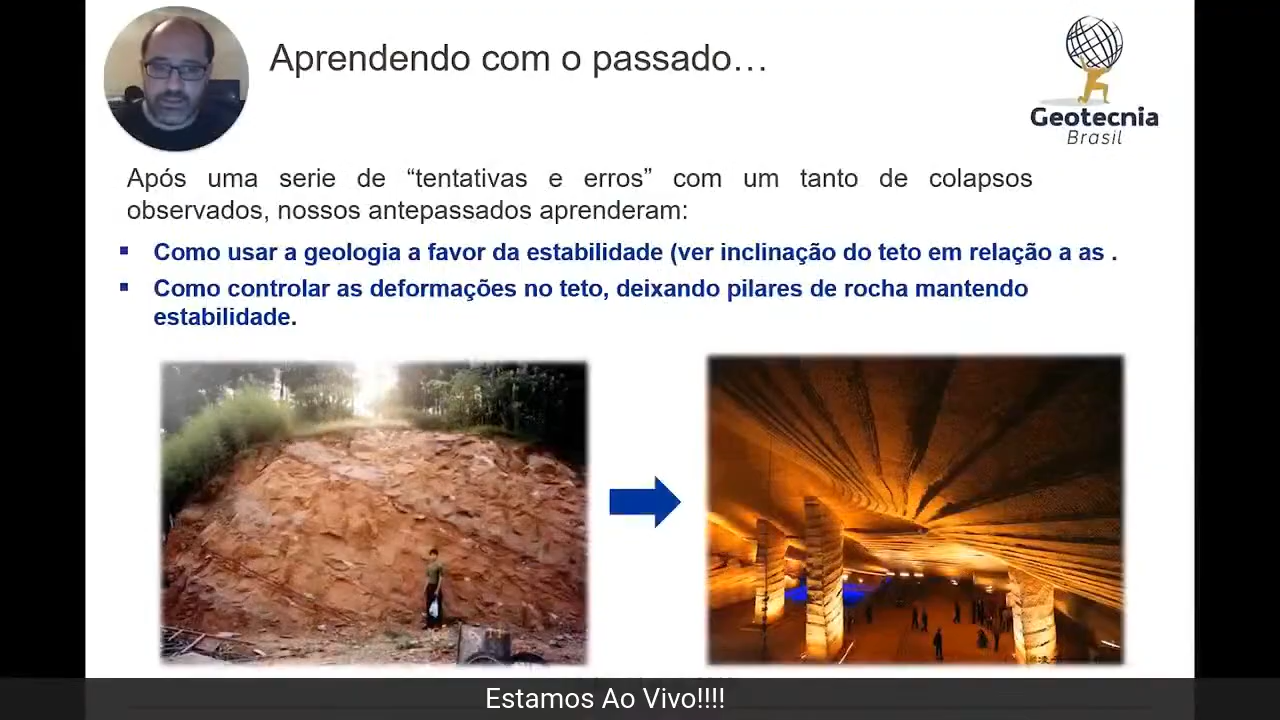 Aprendendo com o passado…
Geotecnia
Brasil
Após uma serie de “tentativas e erros” com um tanto de colapsos
observados, nossos antepassados aprenderam:
▪ Como usar a geologia a favor da estabilidade (ver inclinação do teto em relação a as .
▪ Como controlar as deformações no teto, deixando pilares de rocha mantendo
estabilidade.
Estamos Ao Vivo!!!!